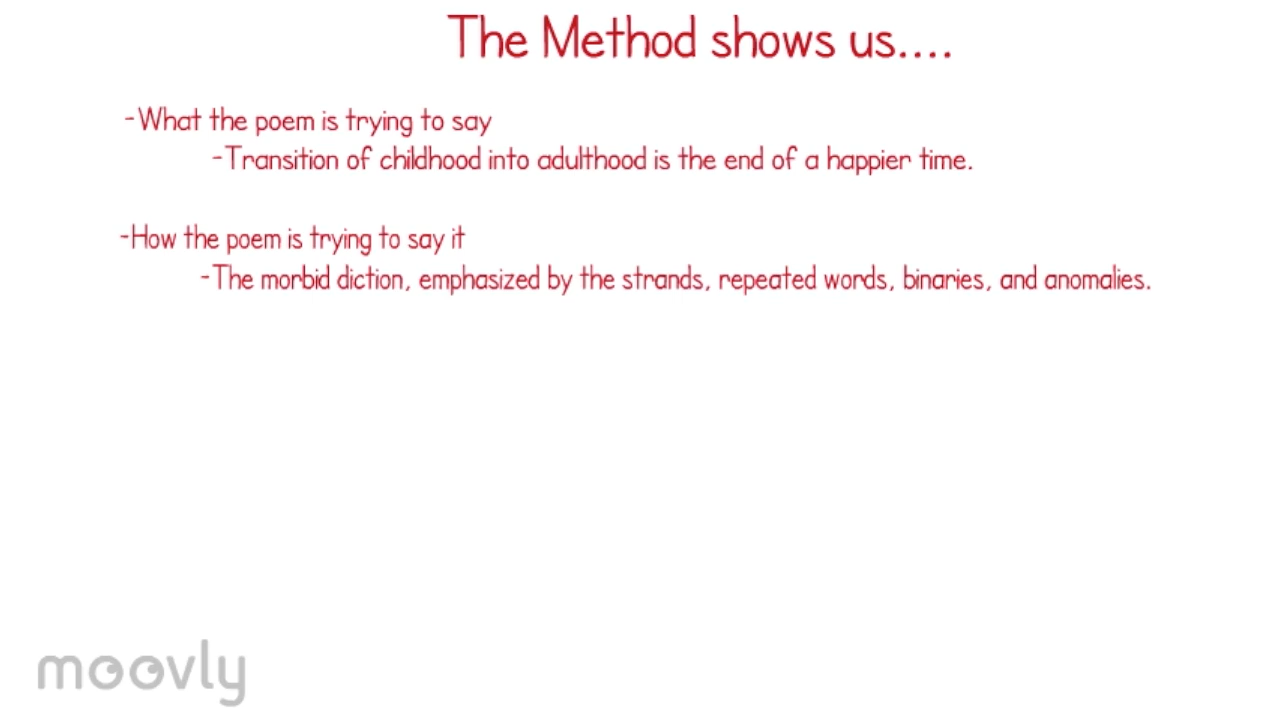 The Method shows us....
-What the poem is trying to say
-Transition of childhood into adulthood is the end of a happier time.
-How the poem is trying to say it
-The morbid diction, emphasized by the strands, repeated words, binaries, and anomalies.
moovly